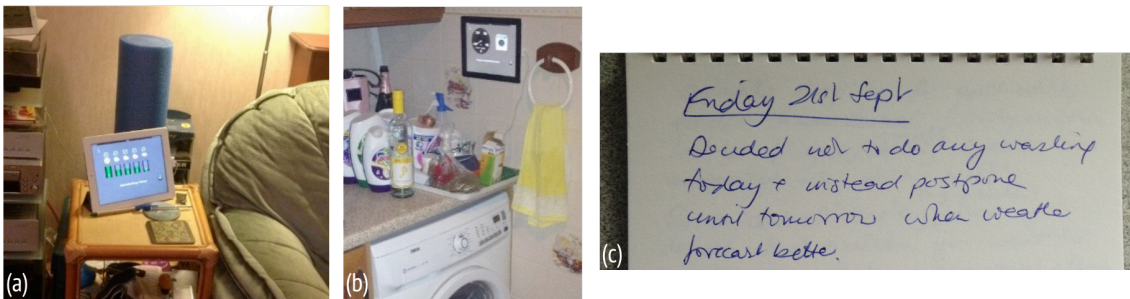 (a)
(b)
(c)
Friday 21st Sept
Decided not to do any washing
today & instead postpone
until tomorrow when weather
forecast better.